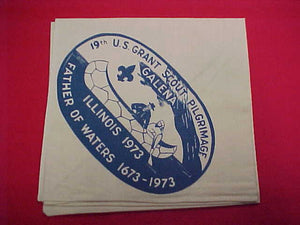 19th U.S. GRANT SCOUT PILGRIMAGE
GALENA
ILLINOIS 1973
FATHER OF WATERS 1673-1973